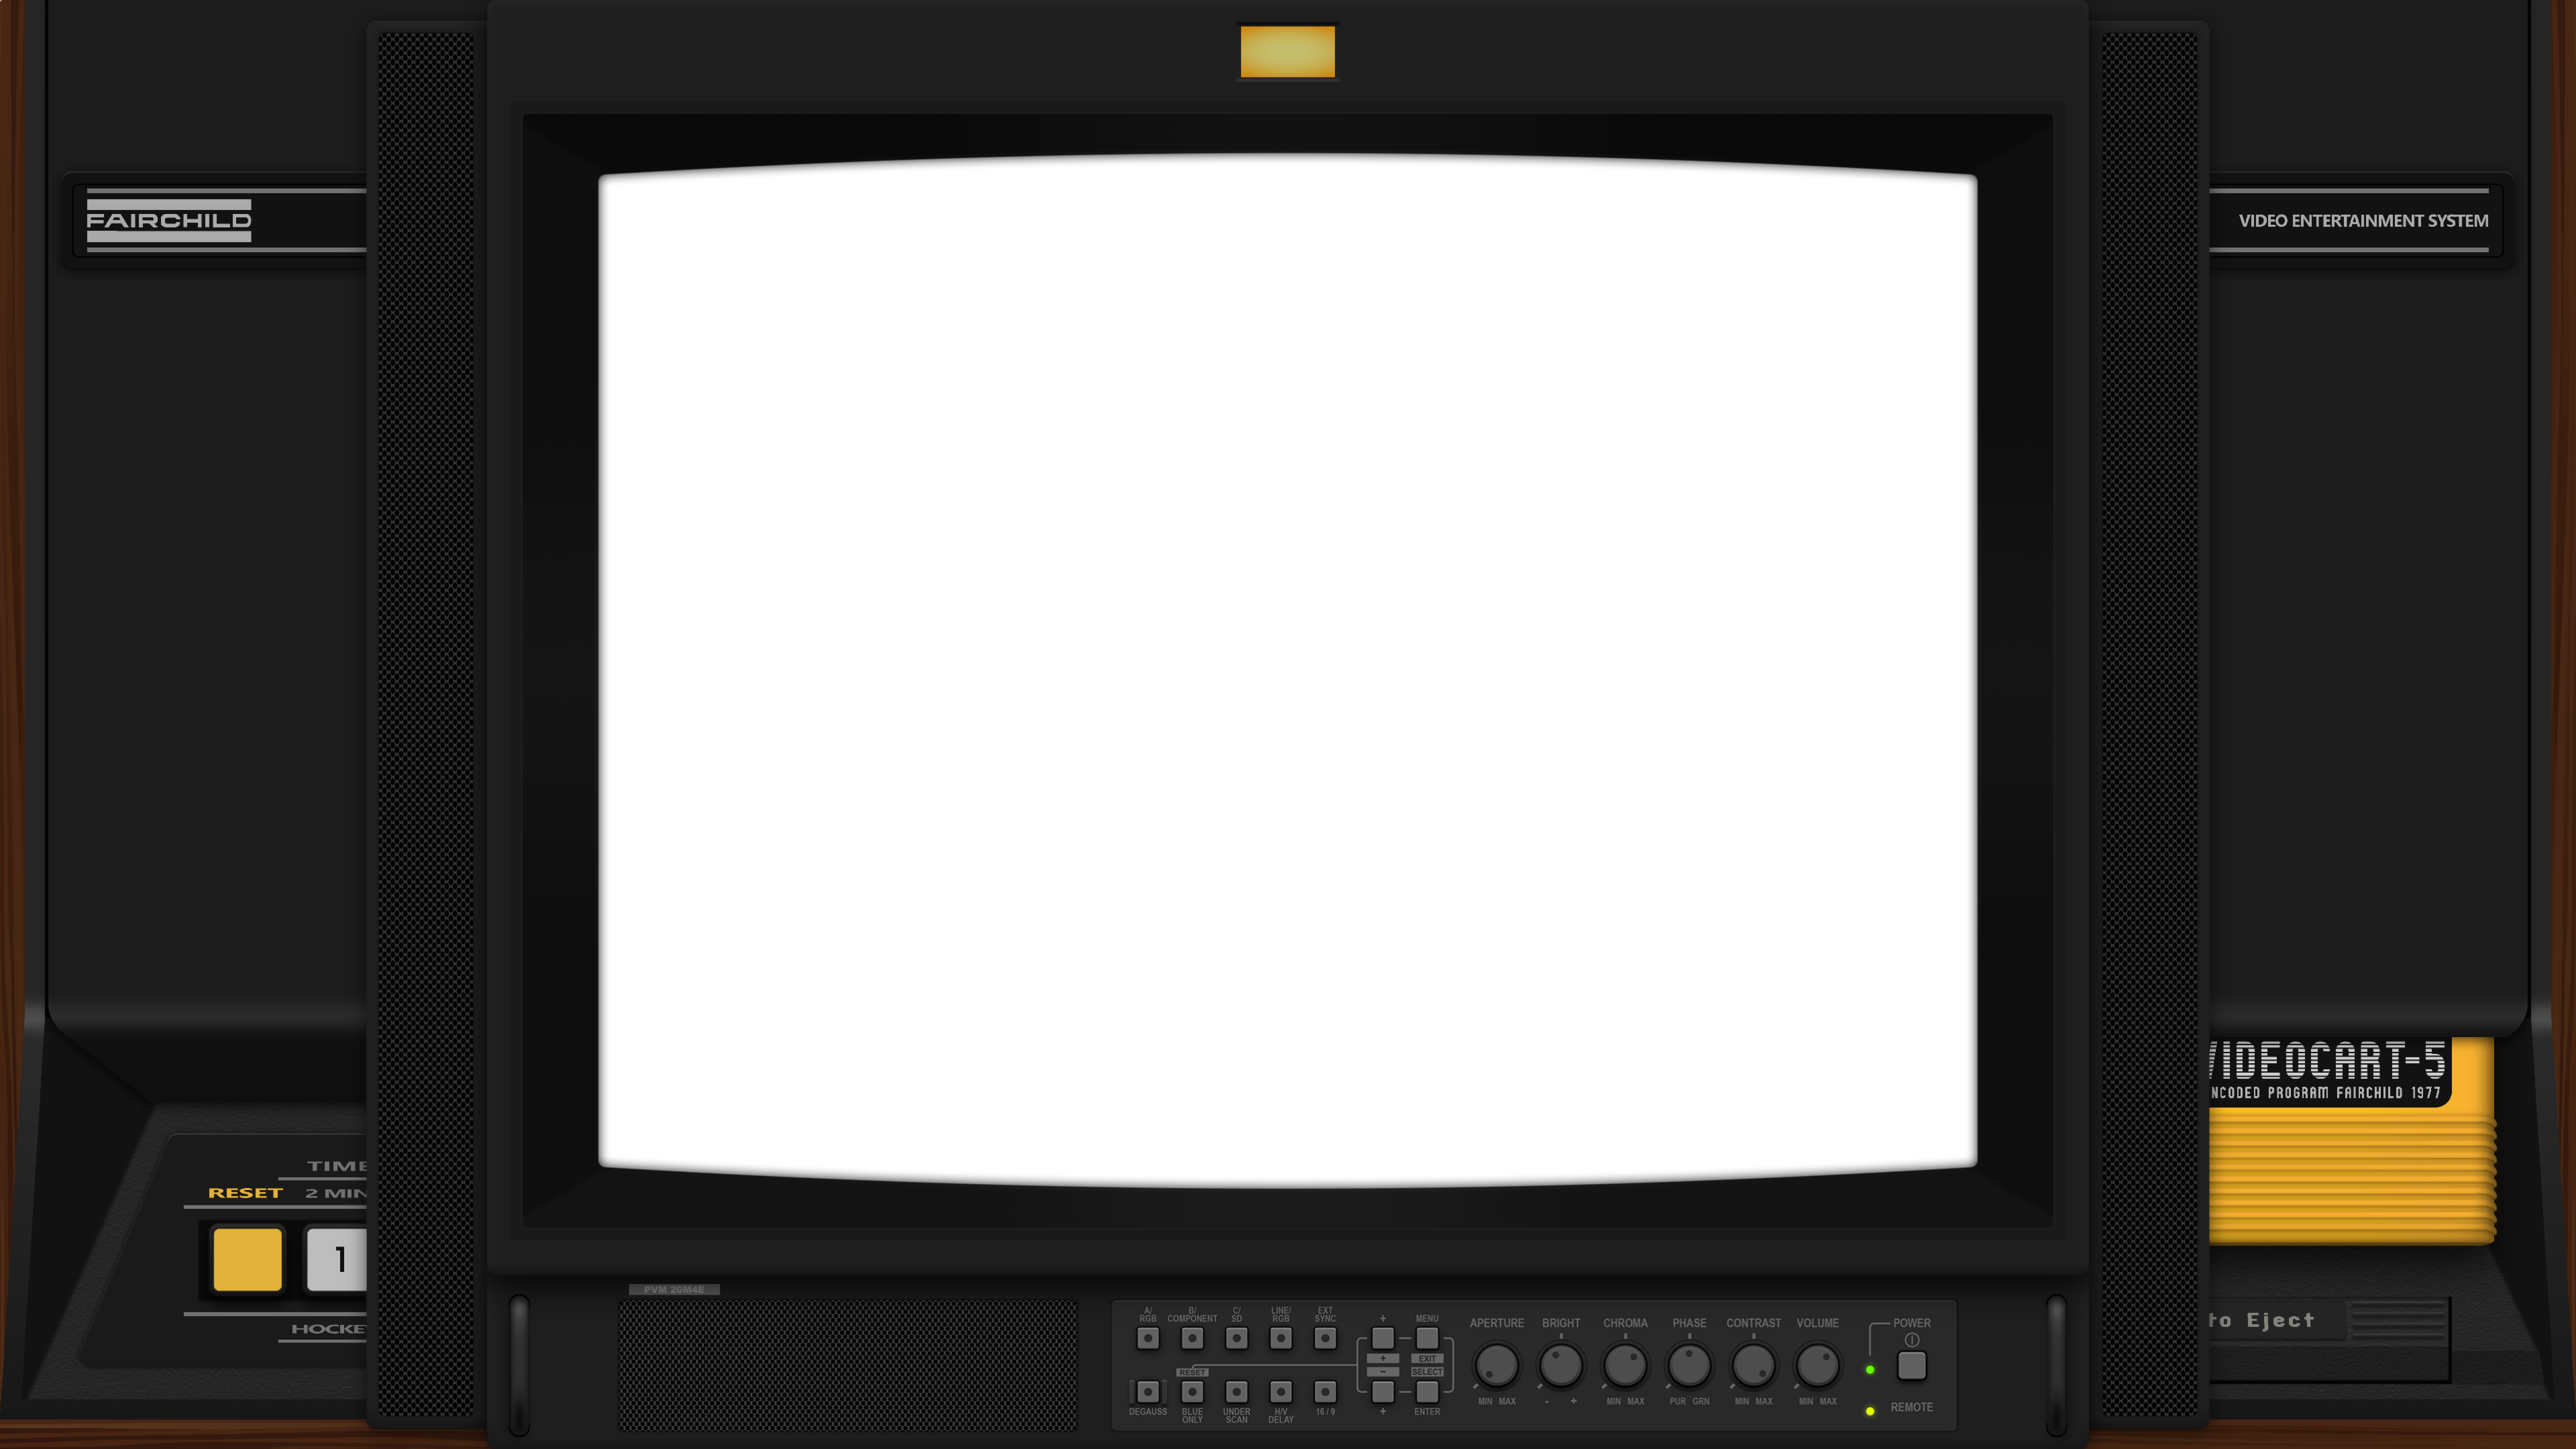 FAIRCHILD
VIDEO ENTERTAINMENT SYSTEM
VIDEOCART-5
NCODED PROGRAM FAIRCHILD 1977
TIME
RESET 2 MIN
1
HOCKE
to Eject
PVM 20M4E
A/ RGB
B/ COMPONENT
C/ SD
LINE/ RGB
EXT SYNC
+ MENU
+ EXIT
RESET - SELECT
DEGAUSS
BLUE ONLY
UNDER SCAN
H/V DELAY
16 / 9
+ ENTER
APERTURE BRIGHT CHROMA PHASE CONTRAST VOLUME
MIN MAX - + MIN MAX PUR GRN MIN MAX MIN MAX
POWER
REMOTE